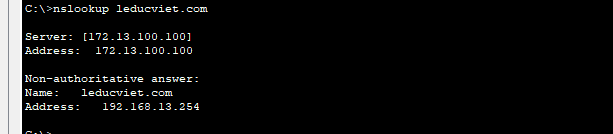 C:\>nslookup leducviet.com
Server: [172.13.100.100]
Address: 172.13.100.100
Non-authoritative answer:
Name: leducviet.com
Address: 192.168.13.254
C:\>